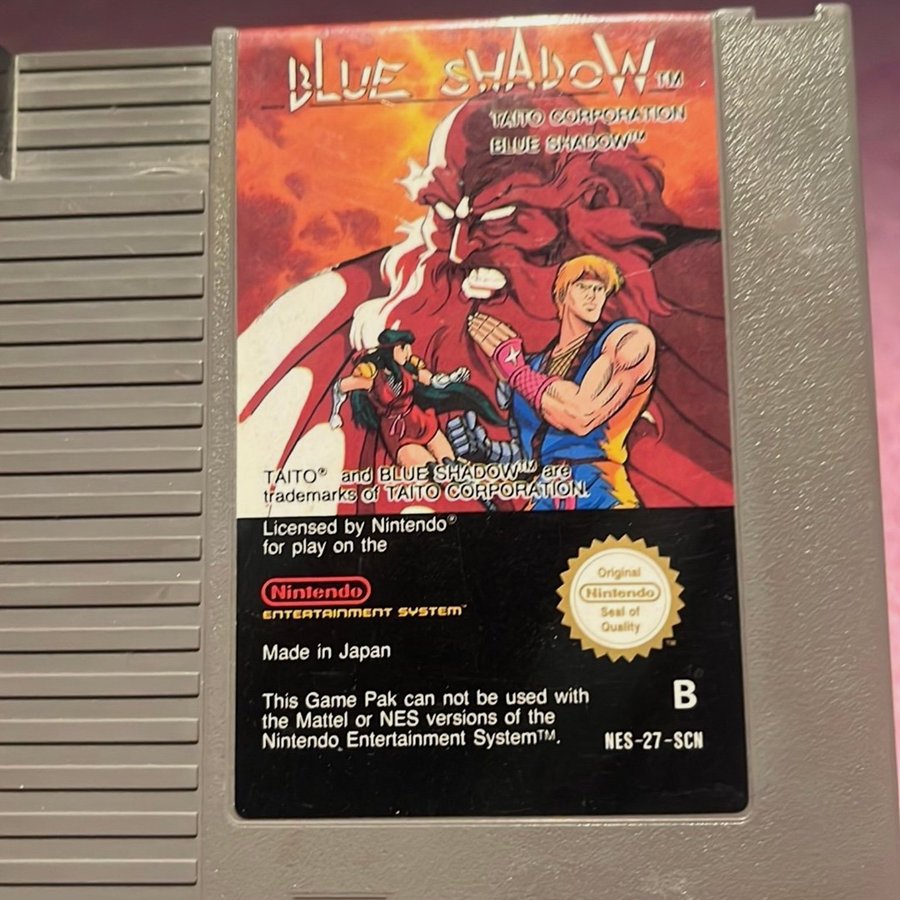 BLUE SHADOW™
TAITO CORPORATION
BLUE SHADOW™
TAITO® and BLUE SHADOW™ are
trademarks of TAITO CORPORATION.
Licensed by Nintendo®
for play on the
Nintendo
ENTERTAINMENT SYSTEM™
Original
Nintendo
Seal of
Quality
™
Made in Japan
This Game Pak can not be used with
the Mattel or NES versions of the
Nintendo Entertainment System™.
B
NES-27-SCN